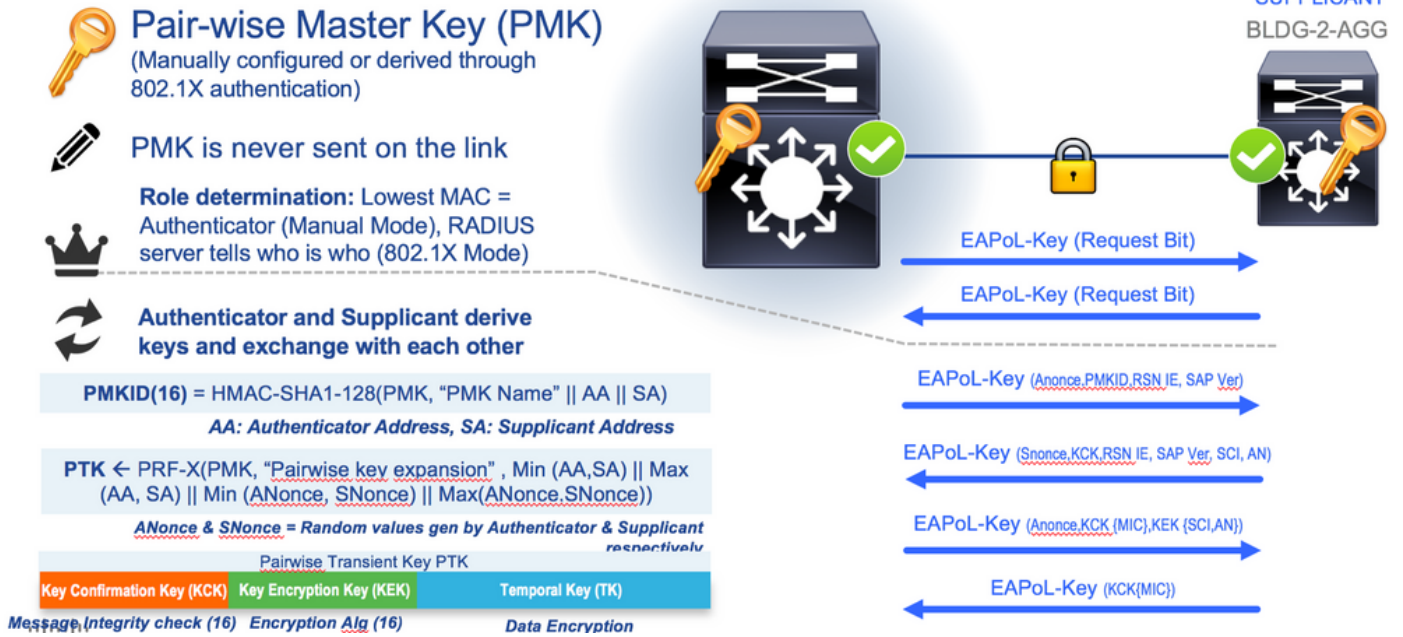 Pair-wise Master Key (PMK)
(Manually configured or derived through
802.1X authentication)
PMK is never sent on the link
Role determination: Lowest MAC =
Authenticator (Manual Mode), RADIUS
server tells who is who (802.1X Mode)
Authenticator and Supplicant derive
keys and exchange with each other
PMKID(16) = HMAC-SHA1-128(PMK, “PMK Name” || AA || SA)
AA: Authenticator Address, SA: Supplicant Address
PTK ← PRF-X(PMK, “Pairwise key expansion” , Min (AA,SA) || Max
(AA, SA) || Min (ANonce, SNonce) || Max(ANonce,SNonce))
ANonce & SNonce = Random values gen by Authenticator & Supplicant
respectively
Pairwise Transient Key PTK
Key Confirmation Key (KCK) Key Encryption Key (KEK) Temporal Key (TK)
Message Integrity check (16) Encryption Alg (16) Data Encryption
SUPPLICANT
BLDG-2-AGG
EAPoL-Key (Request Bit)
EAPoL-Key (Request Bit)
EAPoL-Key (Anonce,PMKID,RSN IE, SAP Ver)
EAPoL-Key (Snonce,KCK,RSN IE, SAP Ver, SCI, AN)
EAPoL-Key (Anonce,KCK{MIC},KEK {SCI,AN})
EAPoL-Key (KCK{MIC})